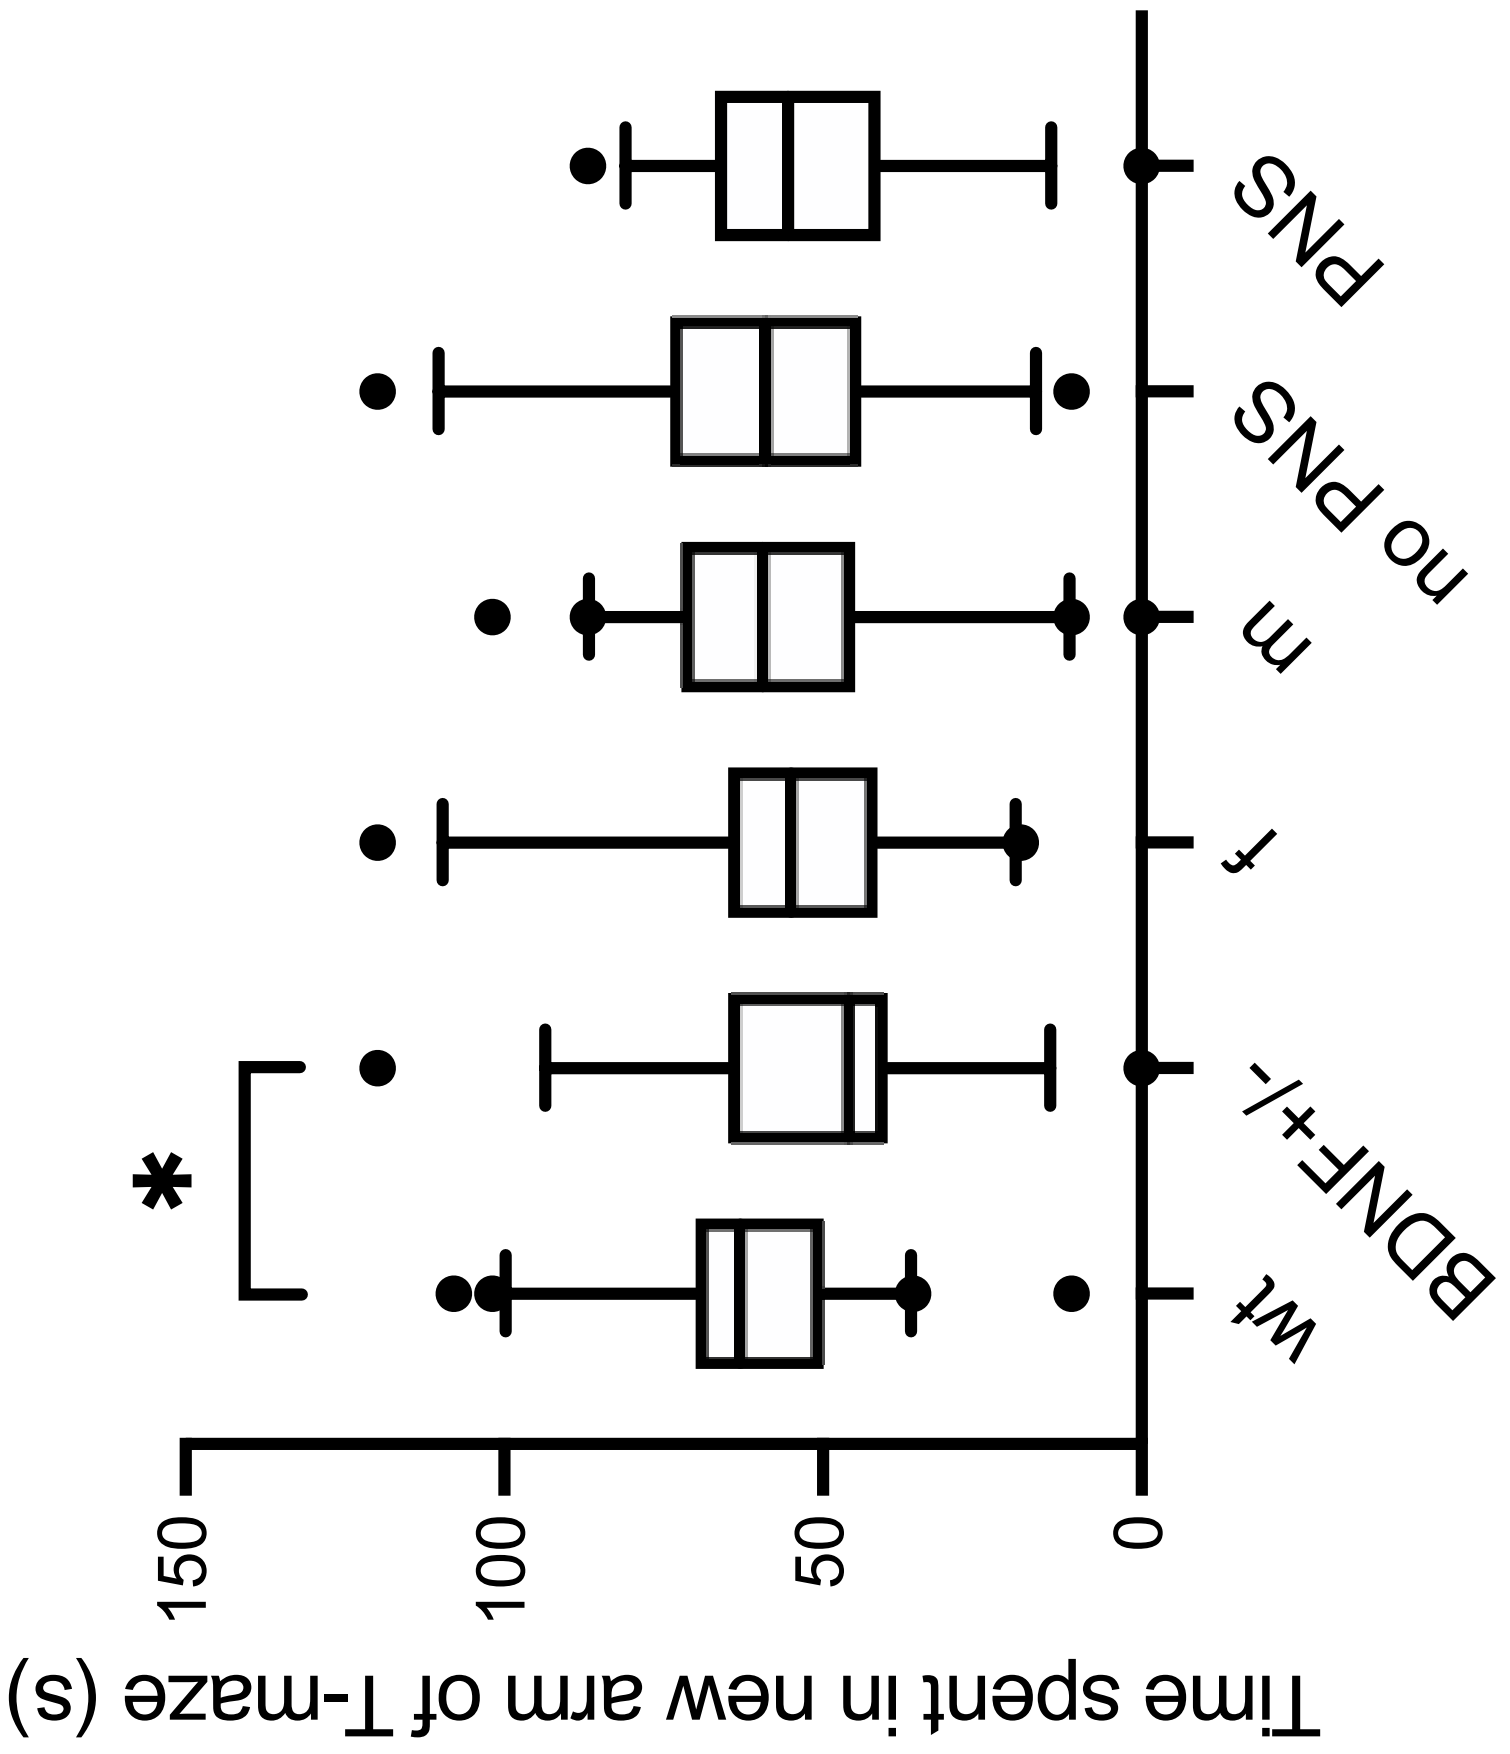 Time spent in new arm of T-maze (s)
150
100
50
0
*
wt
BDNF+/-
f
m
no PNS
PNS